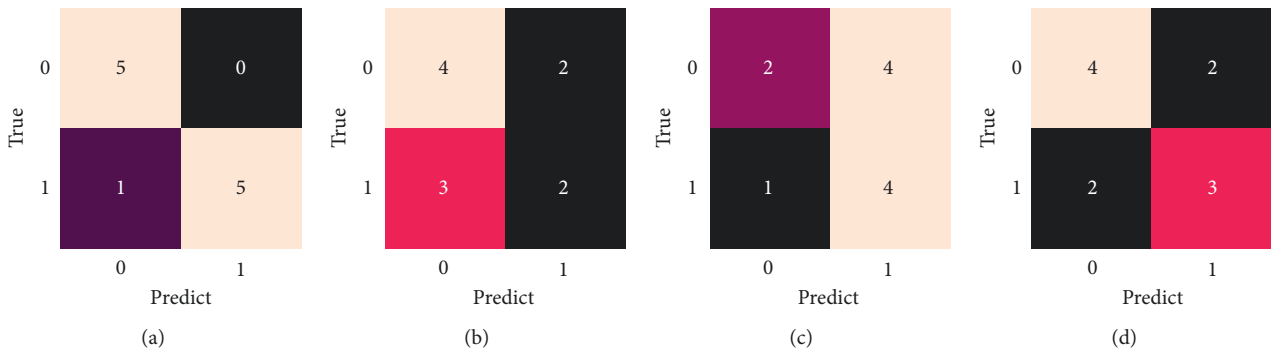 0 5 0
1 1 5
True
0 1
Predict
(a)
0 4 2
1 3 2
True
0 1
Predict
(b)
0 2 4
1 1 4
True
0 1
Predict
(c)
0 4 2
1 2 3
True
0 1
Predict
(d)